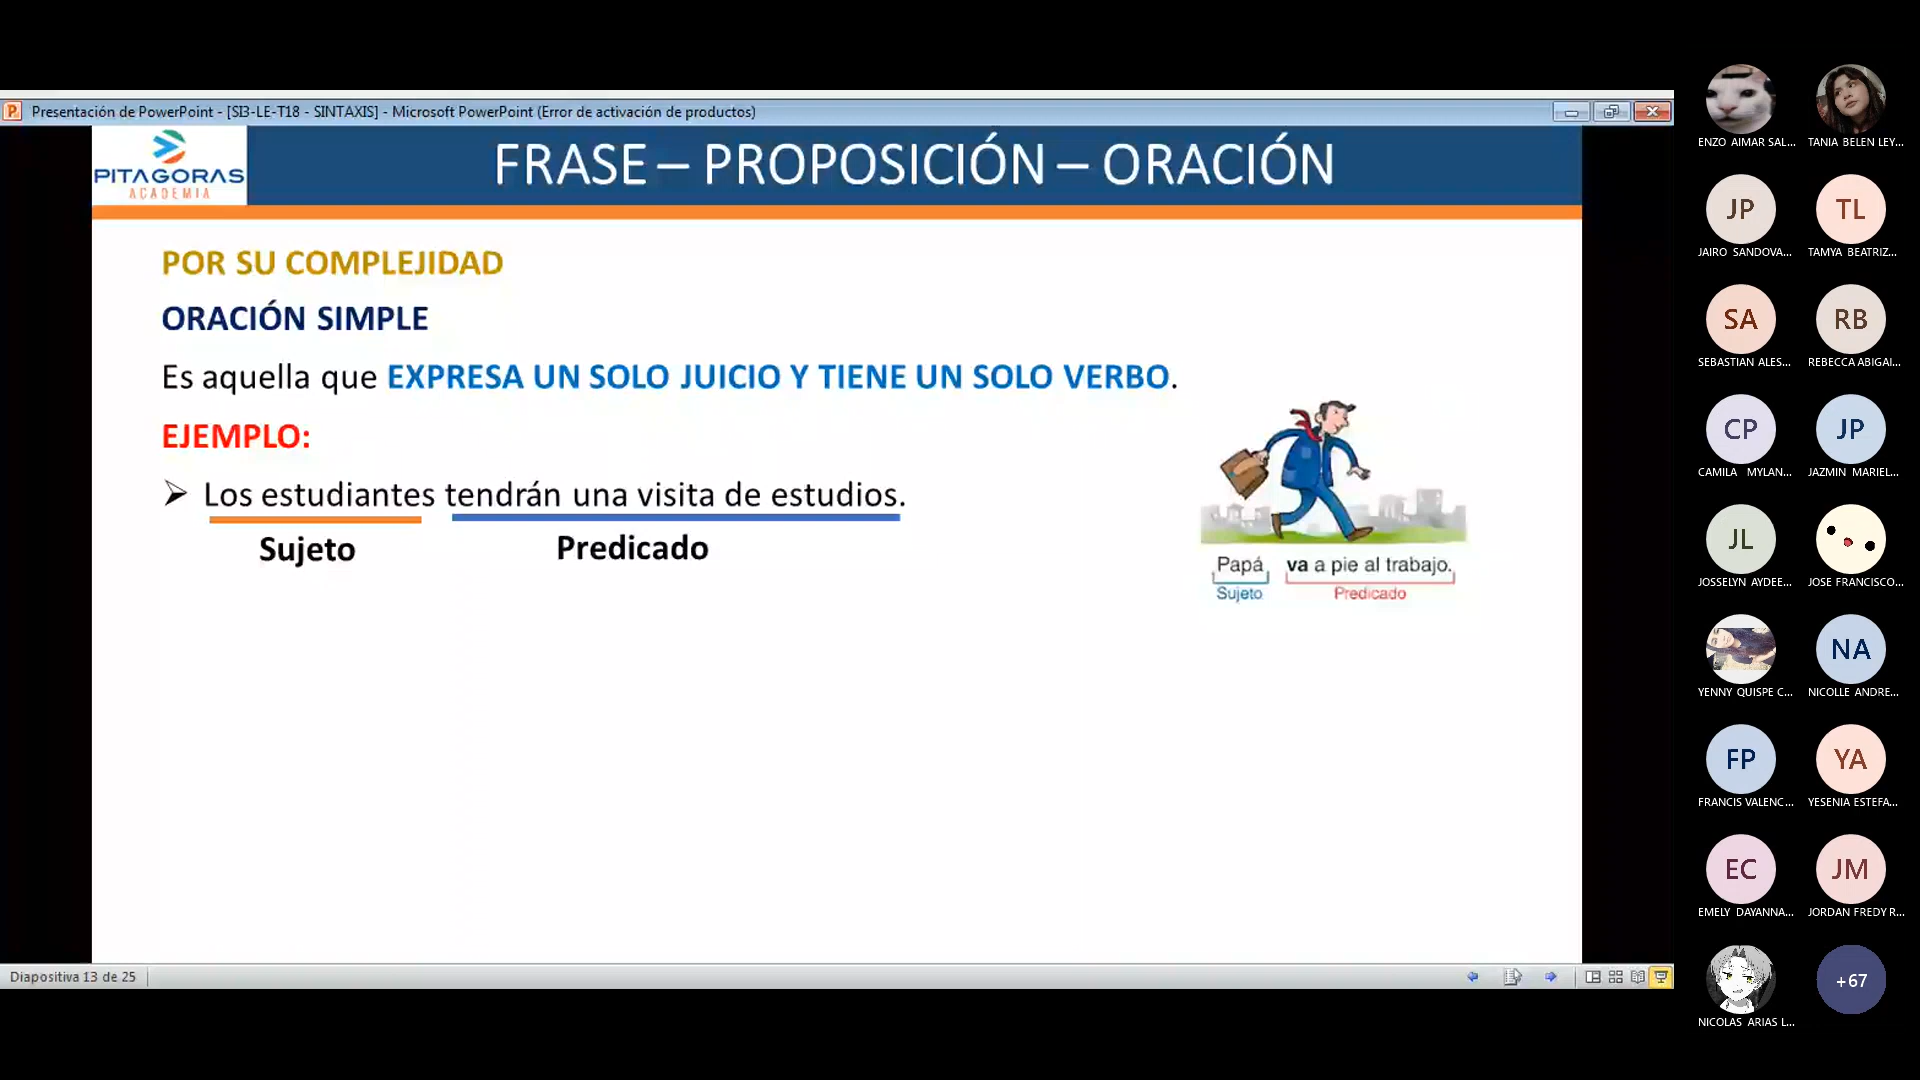 Presentación de PowerPoint - [SI3-LE-T18 - SINTAXIS] - Microsoft PowerPoint (Error de activación de productos)
PITAGORAS
ACADEMIA
FRASE – PROPOSICIÓN – ORACIÓN
POR SU COMPLEJIDAD
ORACIÓN SIMPLE
Es aquella que EXPRESA UN SOLO JUICIO Y TIENE UN SOLO VERBO.
EJEMPLO:
Los estudiantes tendrán una visita de estudios.
Sujeto Predicado
Papá va a pie al trabajo.
Sujeto Predicado
Diapositiva 13 de 25
ENZO AIMAR SAL... TANIA BELEN LEY...
JP TL
JAIRO SANDOVA... TAMYA BEATRIZ...
SA RB
SEBASTIAN ALES... REBECCA ABIGAI...
CP JP
CAMILA MYLAN... JAZMIN MARIEL...
JL
JOSSELYN AYDEE... JOSE FRANCISCO...
NA
YENNY QUISPE C... NICOLLE ANDRE...
FP YA
FRANCIS VALENC... YESENIA ESTEFA...
EC JM
EMELY DAYANNA... JORDAN FREDY R...
+67
NICOLAS ARIAS L...